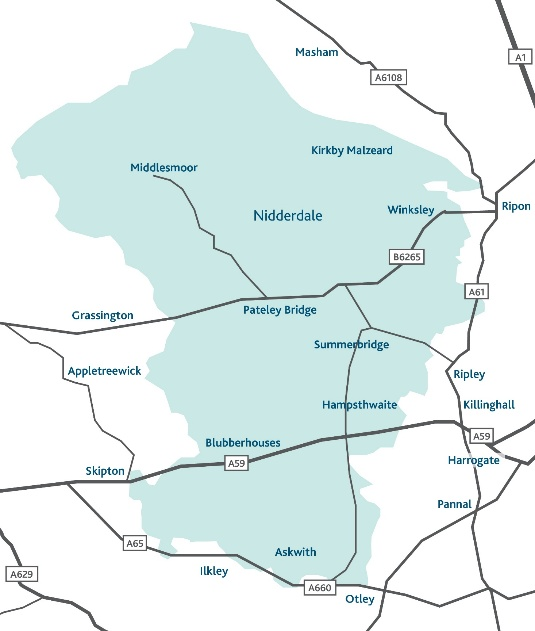 Masham
A1
A6108
Kirkby Malzeard
Middlesmoor
Winksley
Ripon
Nidderdale
B6265
A61
Pateley Bridge
Grassington
Summerbridge
Appletreewick
Ripley
Hampsthwaite
Killinghall
A59
Blubberhouses
A59
Harrogate
Skipton
Pannal
A65
Askwith
Ilkley
A629
A660
Otley